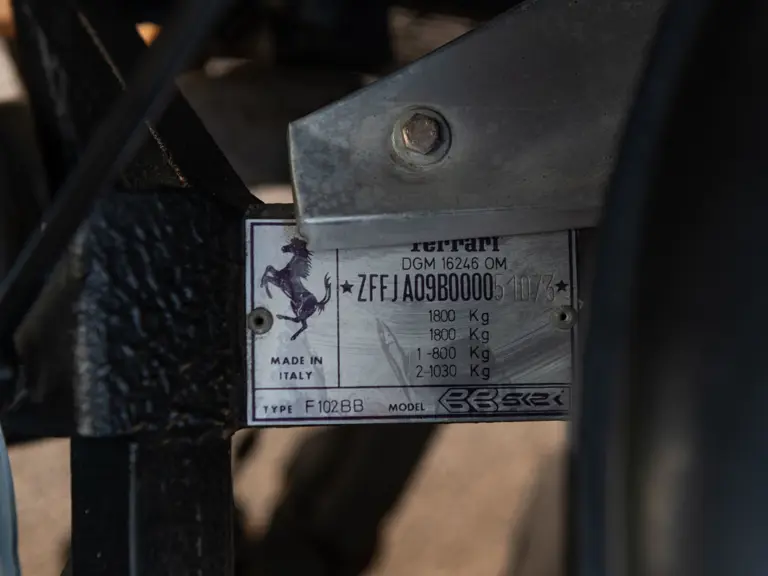 Ferrari
DGM 16246 OM
★ZFFJA09B000051073★
1800 Kg
1800 Kg
1-800 Kg
2-1030 Kg
MADE IN
ITALY
TYPE F102BB MODEL BB 512i